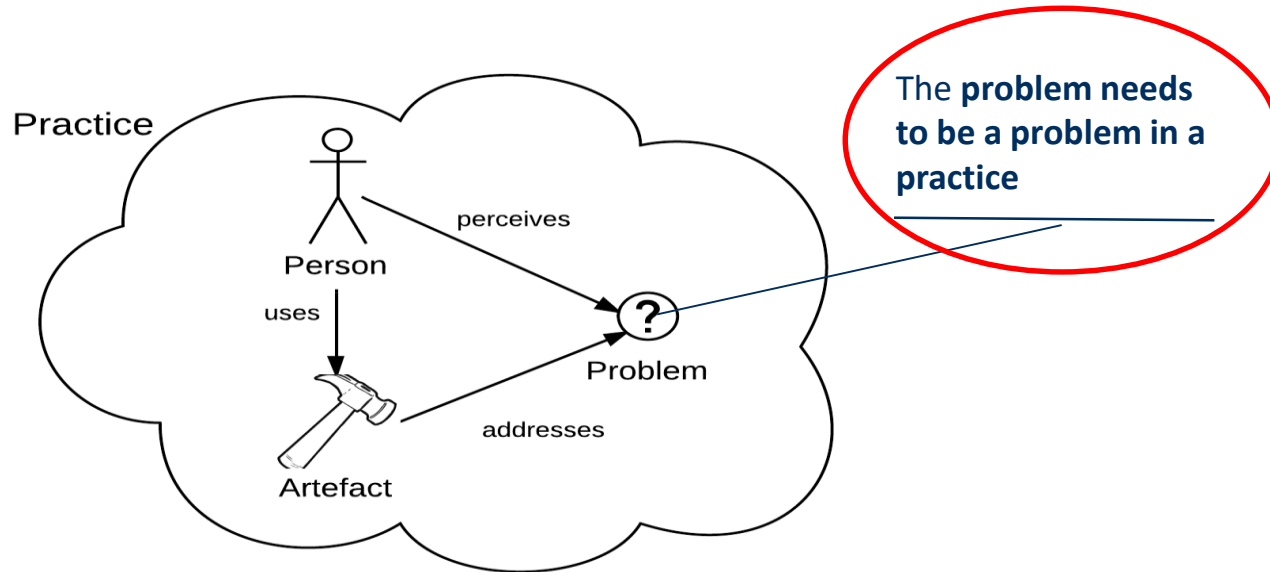 The problem needs
to be a problem in a
practice
Practice
perceives
Person
uses
?
Problem
addresses
Artefact